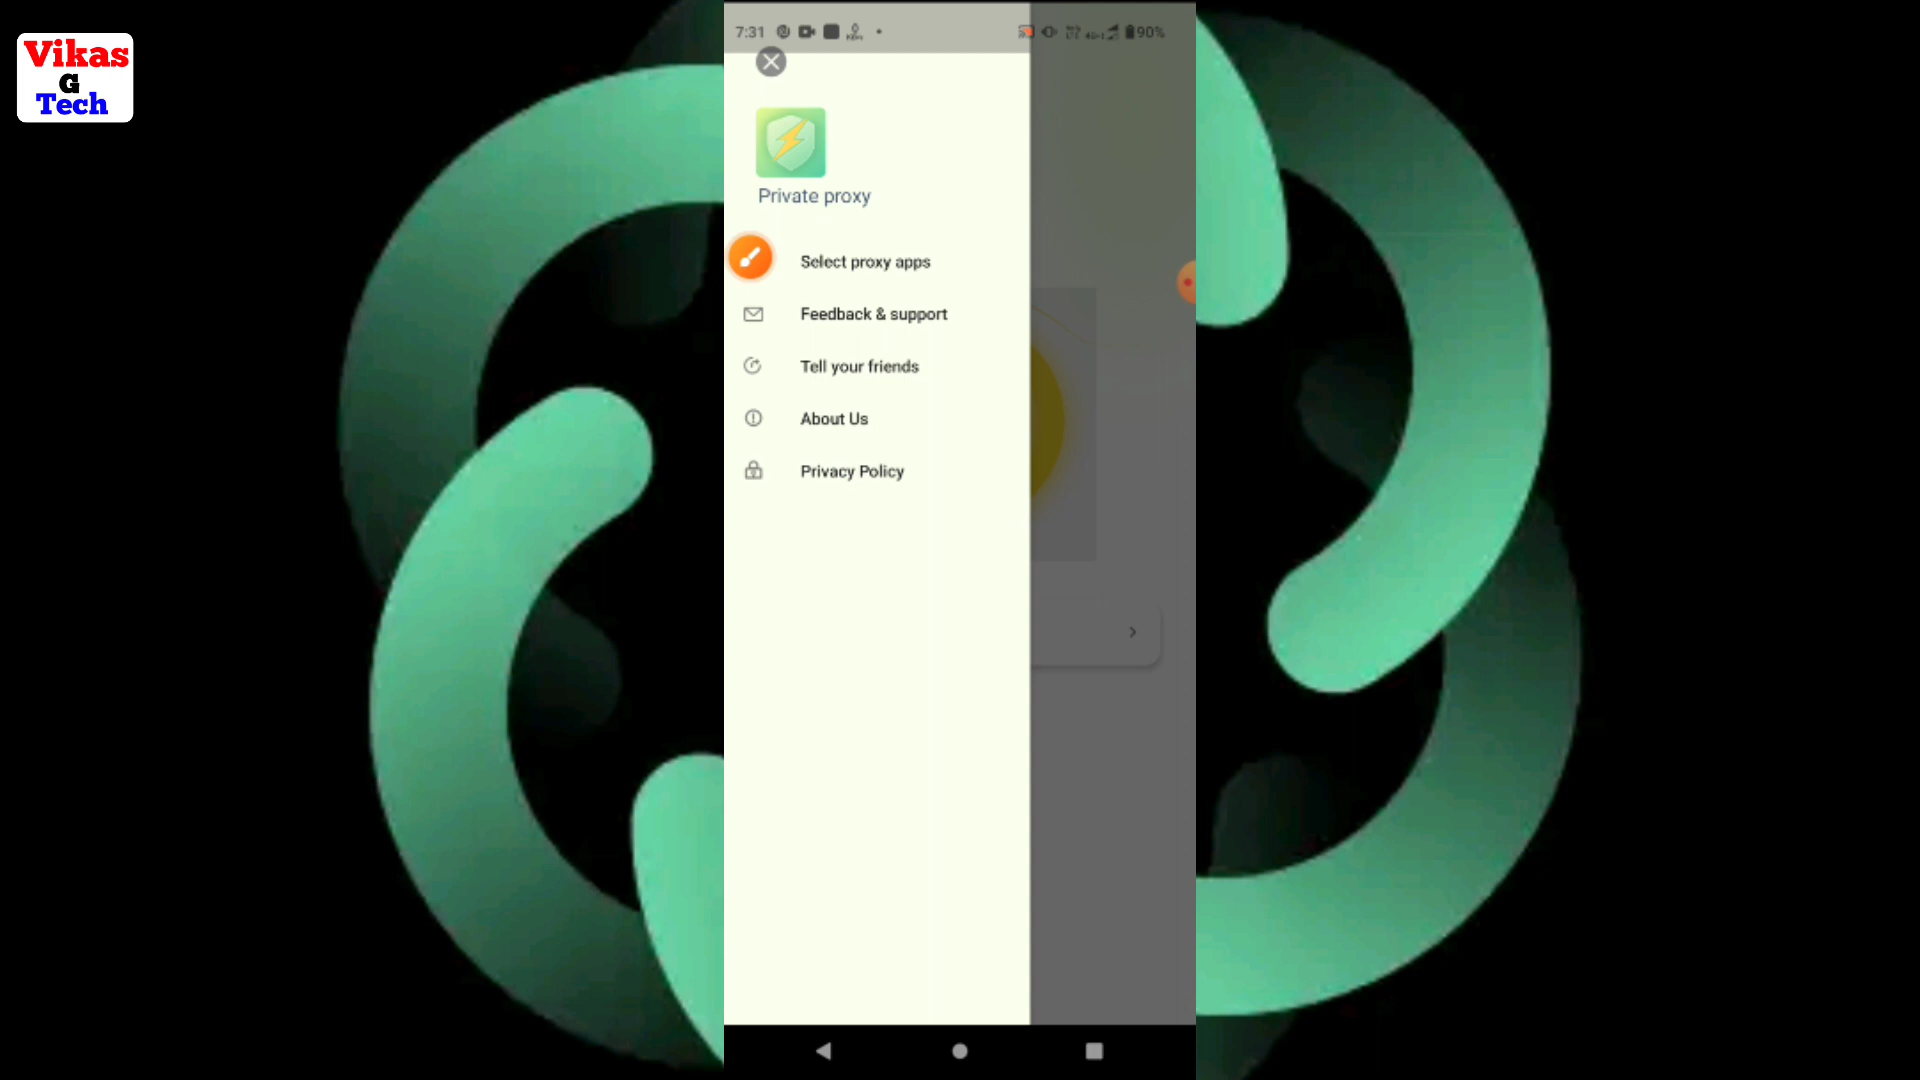 Vikas
G
Tech
7:31
90%
Private proxy
Select proxy apps
Feedback & support
Tell your friends
About Us
Privacy Policy